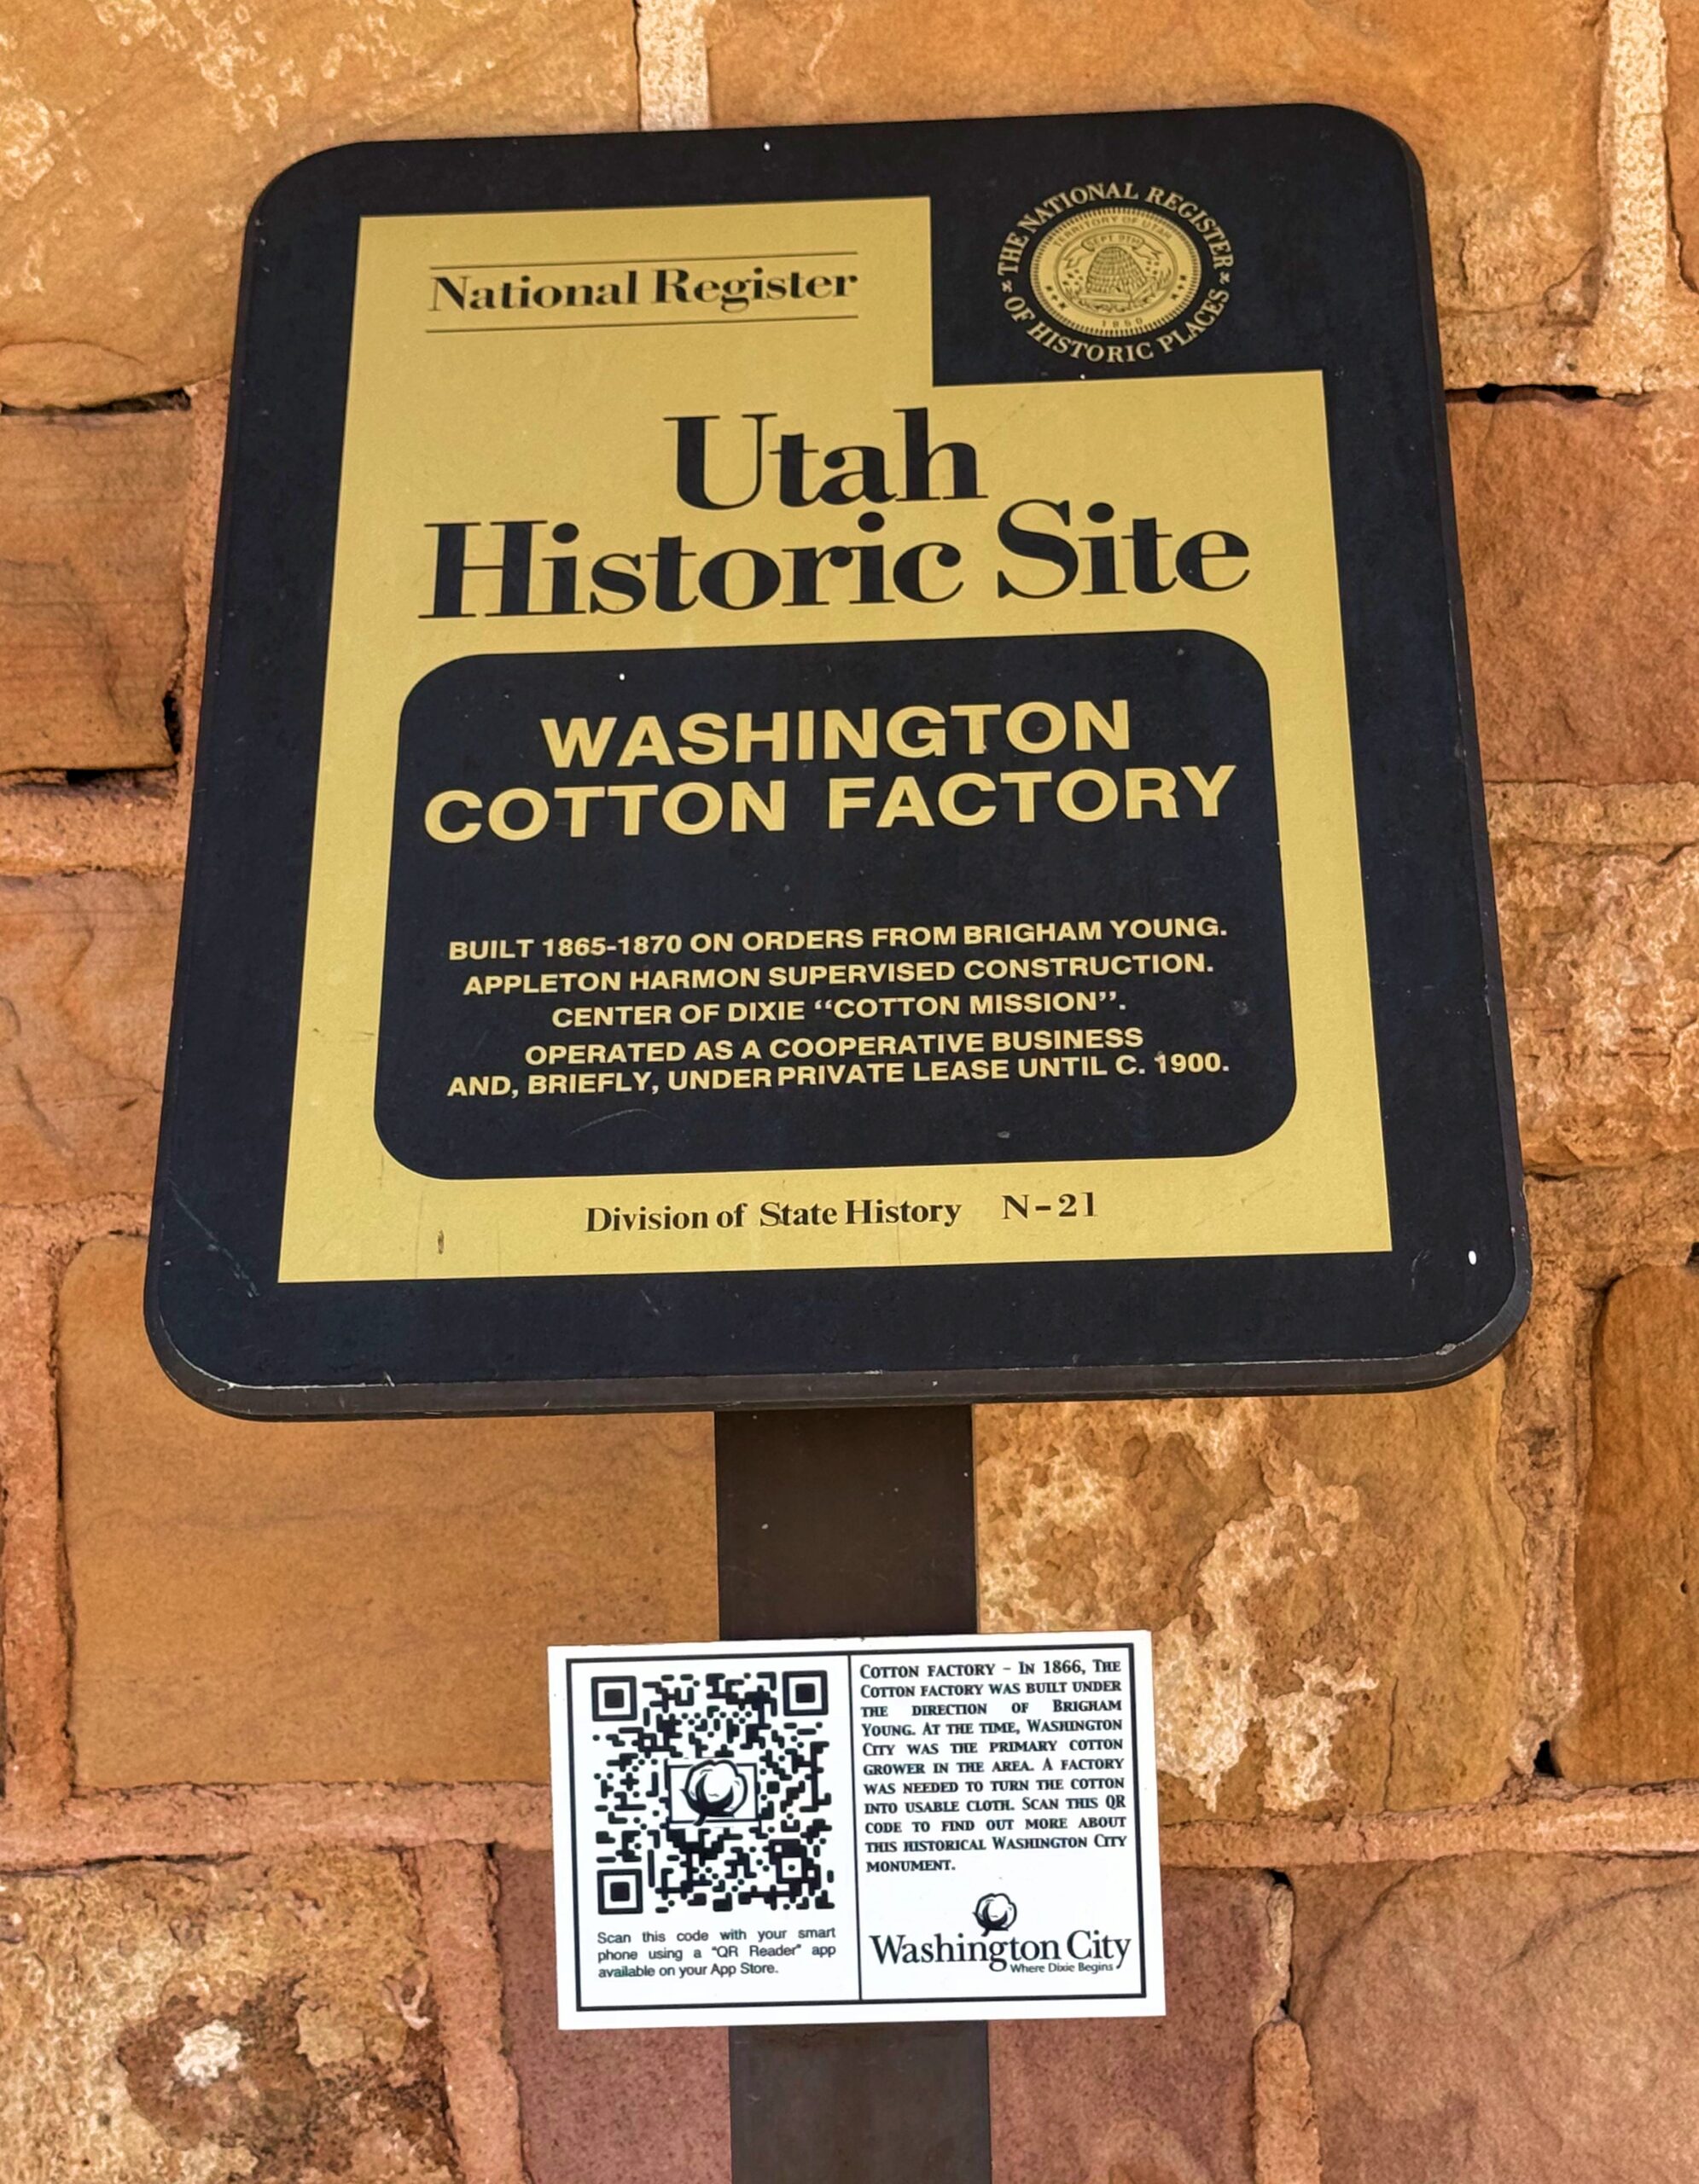 National Register
THE NATIONAL REGISTER
OF HISTORIC PLACES
TERRITORY OF UTAH
SEPT 9TH
1850
Utah
Historic Site
WASHINGTON
COTTON FACTORY
BUILT 1865-1870 ON ORDERS FROM BRIGHAM YOUNG.
APPLETON HARMON SUPERVISED CONSTRUCTION.
CENTER OF DIXIE “COTTON MISSION”.
OPERATED AS A COOPERATIVE BUSINESS
AND, BRIEFLY, UNDER PRIVATE LEASE UNTIL C. 1900.
Division of State History N-21
Scan this code with your smart
phone using a "QR Reader" app
available on your App Store.
COTTON FACTORY - IN 1866, THE
COTTON FACTORY WAS BUILT UNDER
THE DIRECTION OF BRIGHAM
YOUNG. AT THE TIME, WASHINGTON
CITY WAS THE PRIMARY COTTON
GROWER IN THE AREA. A FACTORY
WAS NEEDED TO TURN THE COTTON
INTO USABLE CLOTH. SCAN THIS QR
CODE TO FIND OUT MORE ABOUT
THIS HISTORICAL WASHINGTON CITY
MONUMENT.
Washington City
Where Dixie Begins